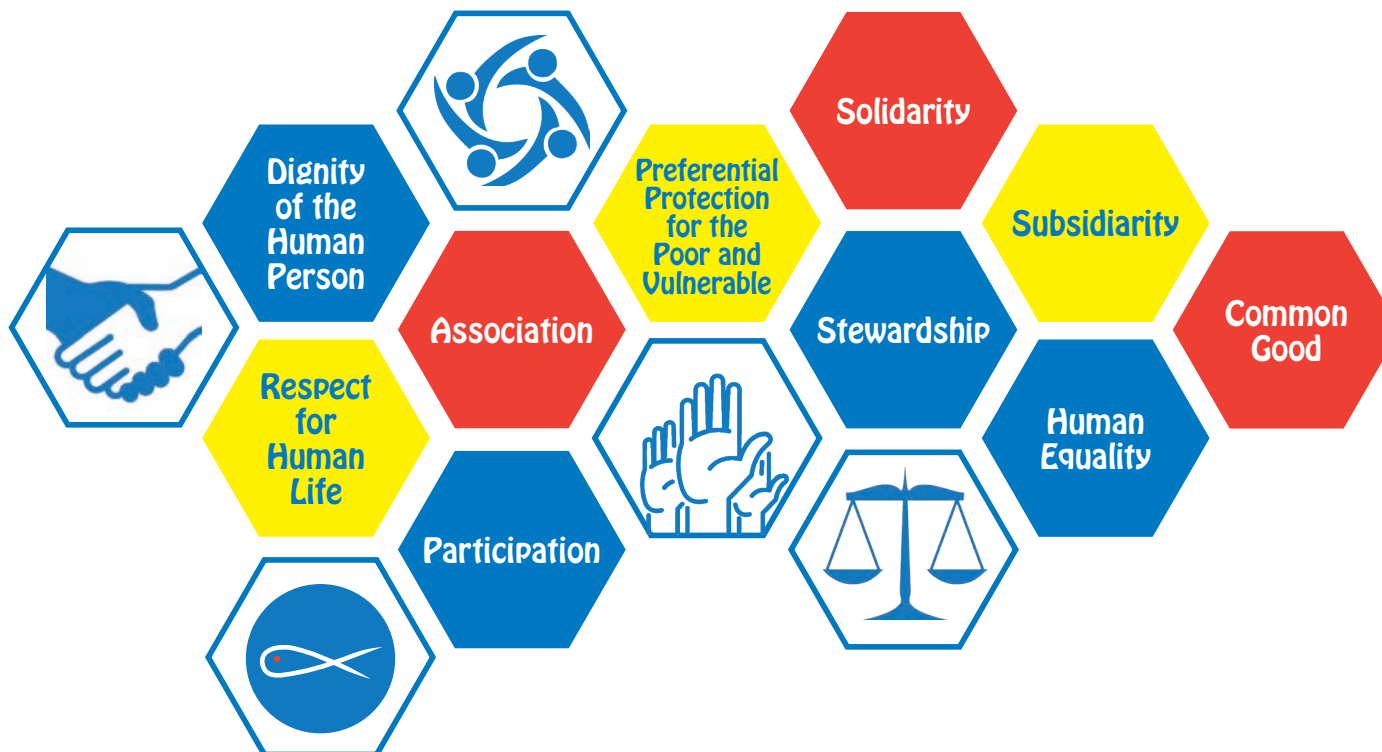 Solidarity
Dignity
of the
Human
Person
Preferential
Protection
for the
Poor and
Vulnerable
Subsidiarity
Association
Stewardship
Common
Good
Respect
for
Human
Life
Human
Equality
Participation